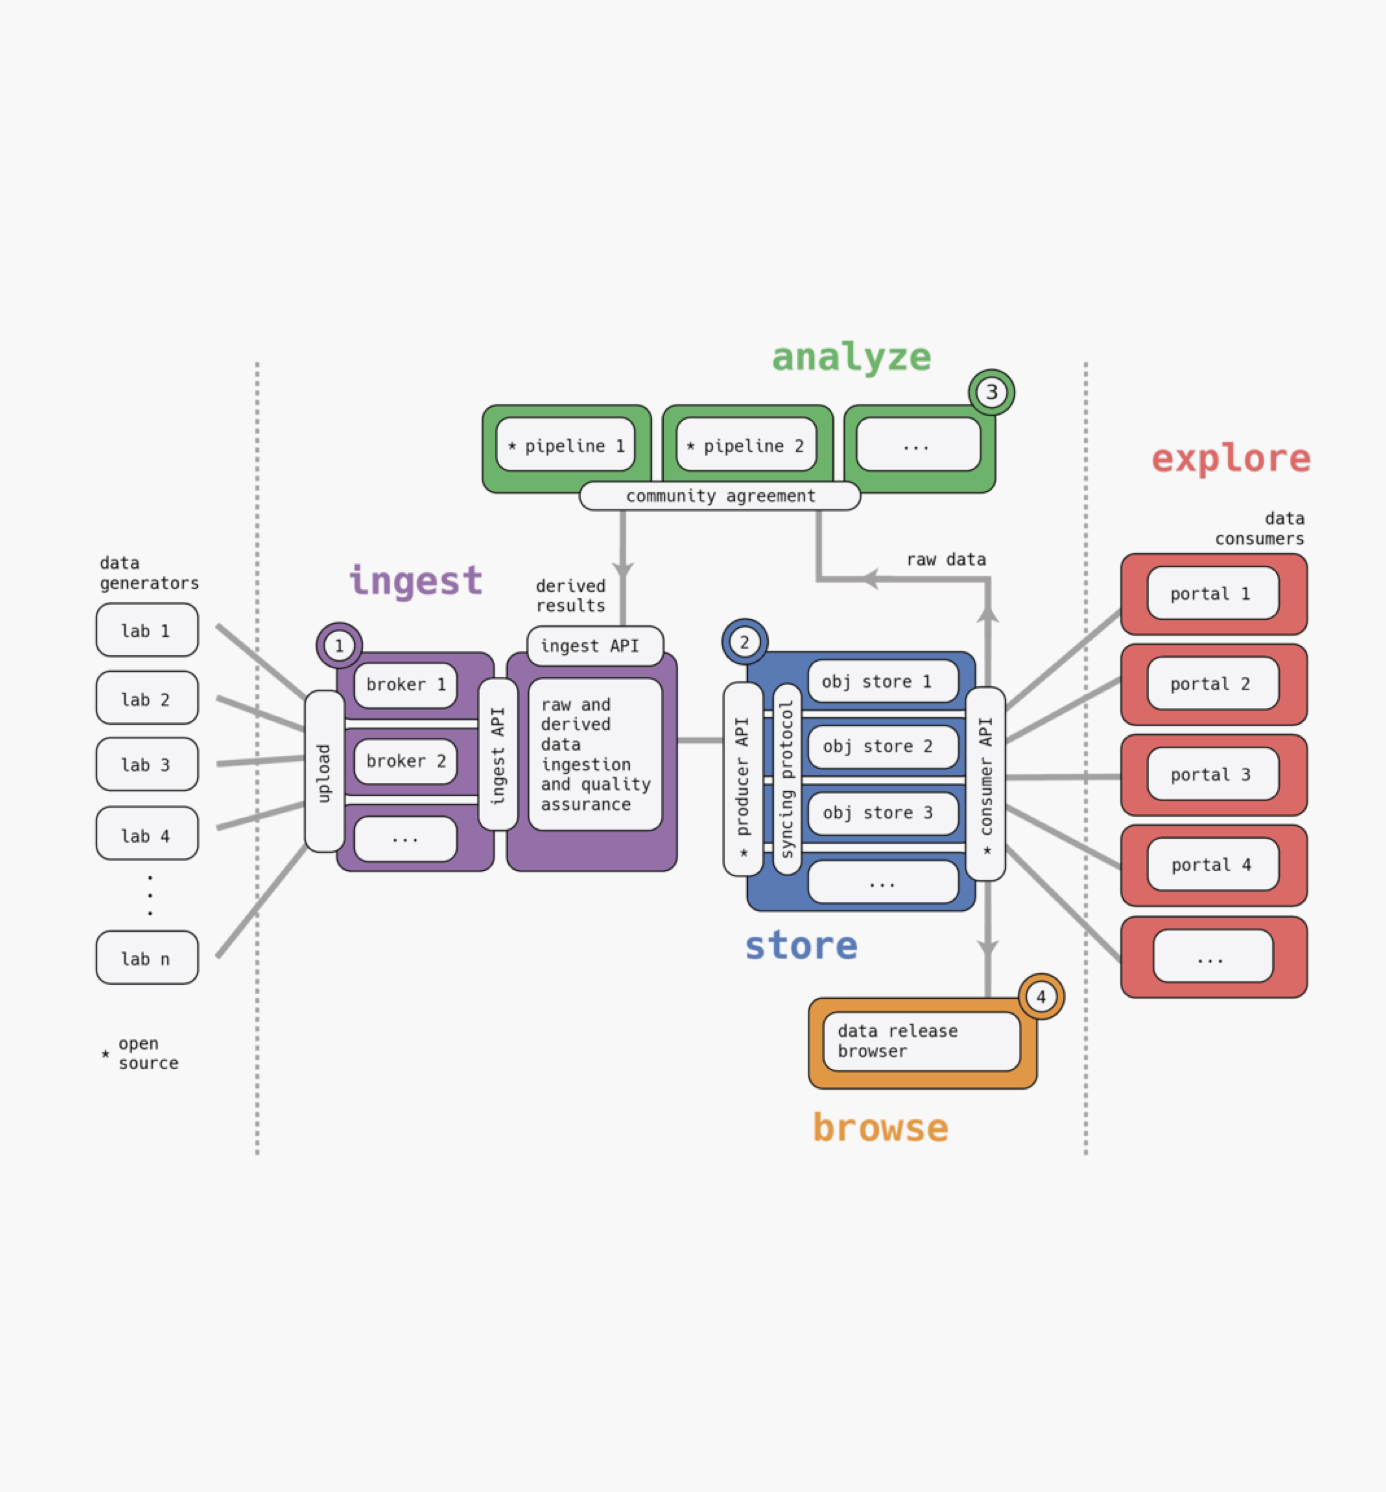 analyze
3
* pipeline 1
* pipeline 2
...
community agreement
explore
data
consumers
raw data
data
generators
ingest
derived
results
lab 1
lab 2
lab 3
lab 4
.
.
.
lab n
* open
source
upload
1
broker 1
broker 2
...
ingest API
ingest API
raw and
derived
data
ingestion
and quality
assurance
2
* producer API
syncing protocol
obj store 1
obj store 2
obj store 3
...
* consumer API
store
4
data release
browser
browse
portal 1
portal 2
portal 3
portal 4
...